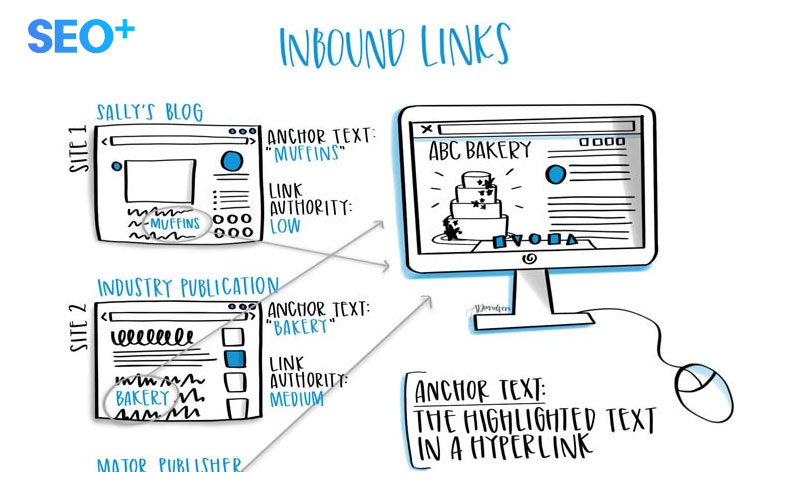 SEO+
INBOUND LINKS
SITE 1
SALLY'S BLOG
MUFFINS
ANCHOR TEXT:
"MUFFINS"
LINK
AUTHORITY:
LOW
ABC BAKERY
SITE 2
INDUSTRY PUBLICATION
BAKERY
ANCHOR TEXT:
"BAKERY"
LINK
AUTHORITY:
MEDIUM
MAJOR PUBLISHER
ANCHOR TEXT:
THE HIGHLIGHTED TEXT
IN A HYPERLINK